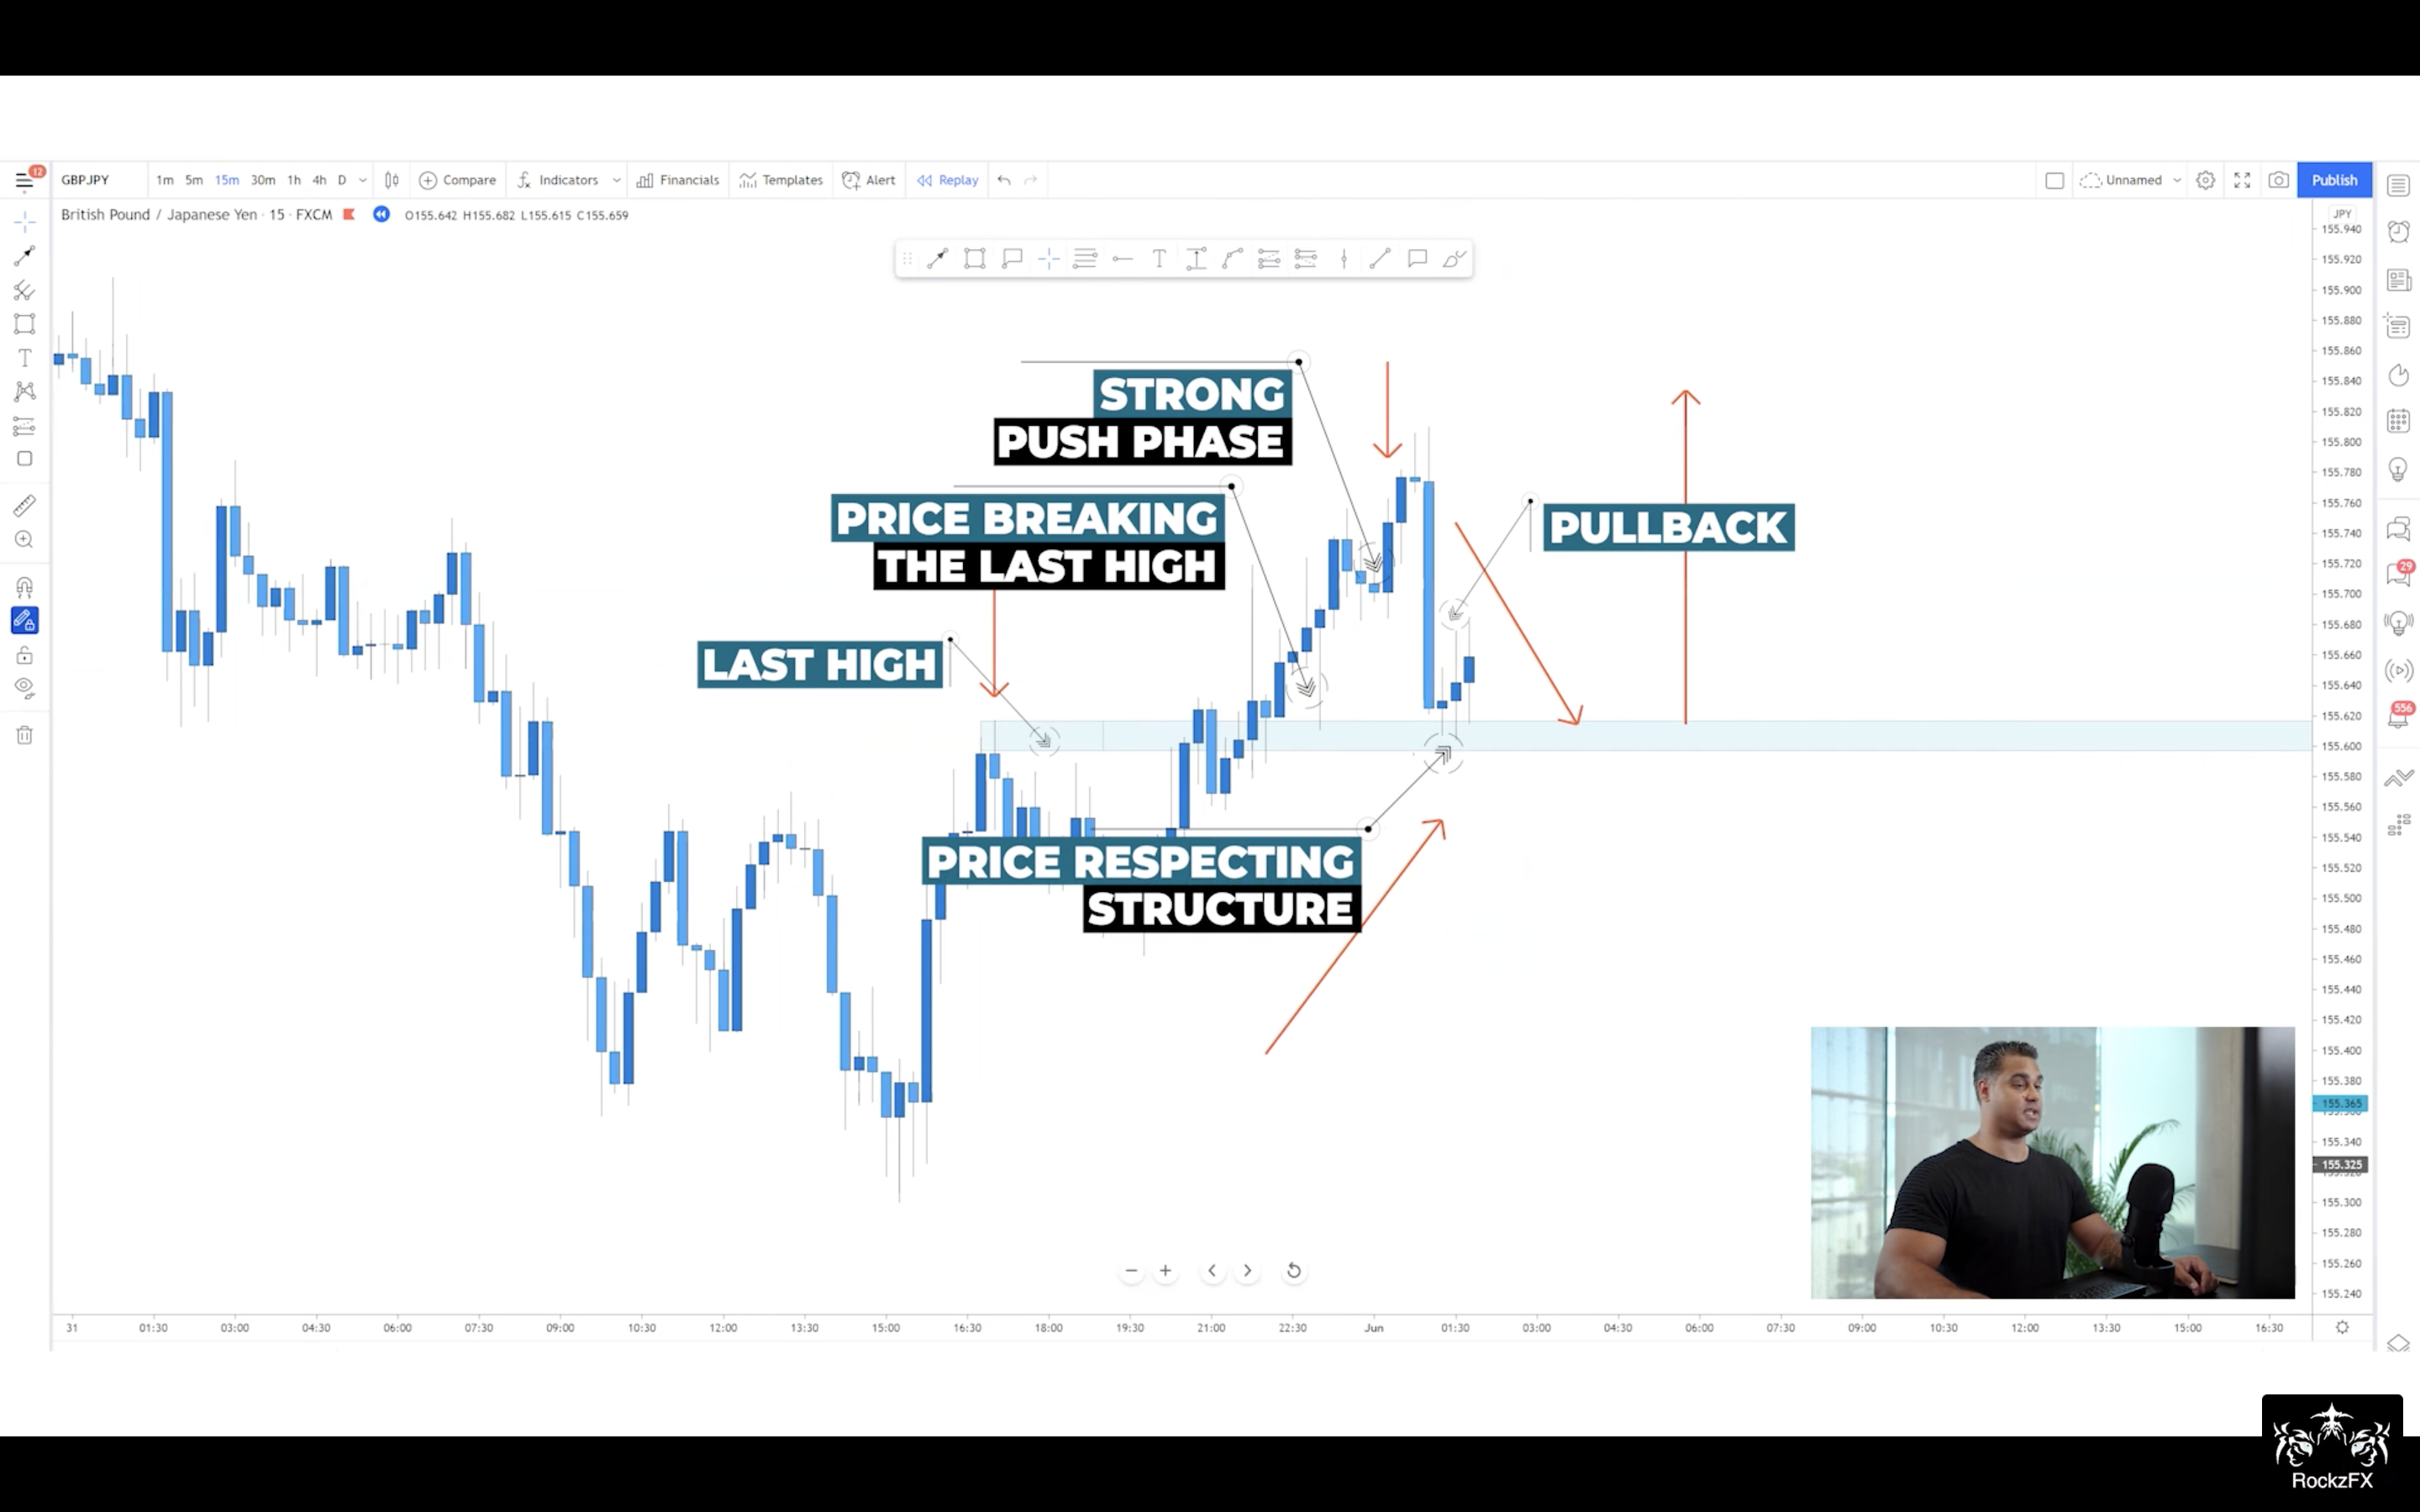 12
GBPJPY
1m 5m 15m 30m 1h 4h D
Compare
Indicators
Financials
Templates
Alert
Replay
Unnamed
Publish
British Pound / Japanese Yen · 15 · FXCM
O155.642 H155.682 L155.615 C155.659
JPY
155.940
155.920
155.900
155.880
155.860
155.840
155.820
155.800
155.780
155.760
155.740
155.720
155.700
155.680
155.660
155.640
155.620
155.600
155.580
155.560
155.540
155.520
155.500
155.480
155.460
155.440
155.420
155.400
155.380
155.365
155.340
155.325
155.300
155.280
155.260
155.240
STRONG
PUSH PHASE
PRICE BREAKING
THE LAST HIGH
PULLBACK
LAST HIGH
PRICE RESPECTING
STRUCTURE
29
556
31 01:30 03:00 04:30 06:00 07:30 09:00 10:30 12:00 13:30 15:00 16:30 18:00 19:30 21:00 22:30 Jun 01:30 03:00 04:30 06:00 07:30 09:00 10:30 12:00 13:30 15:00 16:30
RockzFX